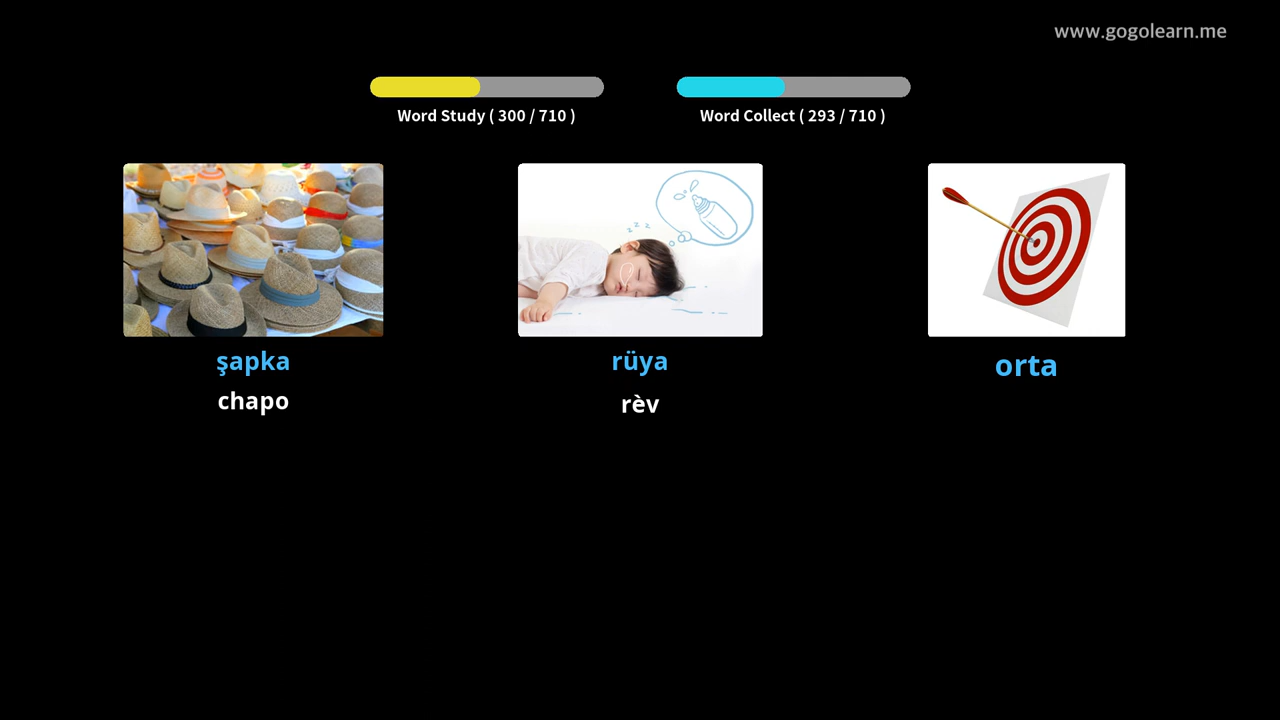 www.gogolearn.me
Word Study ( 300 / 710 )
Word Collect ( 293 / 710 )
şapka
chapo
rüya
rèv
orta